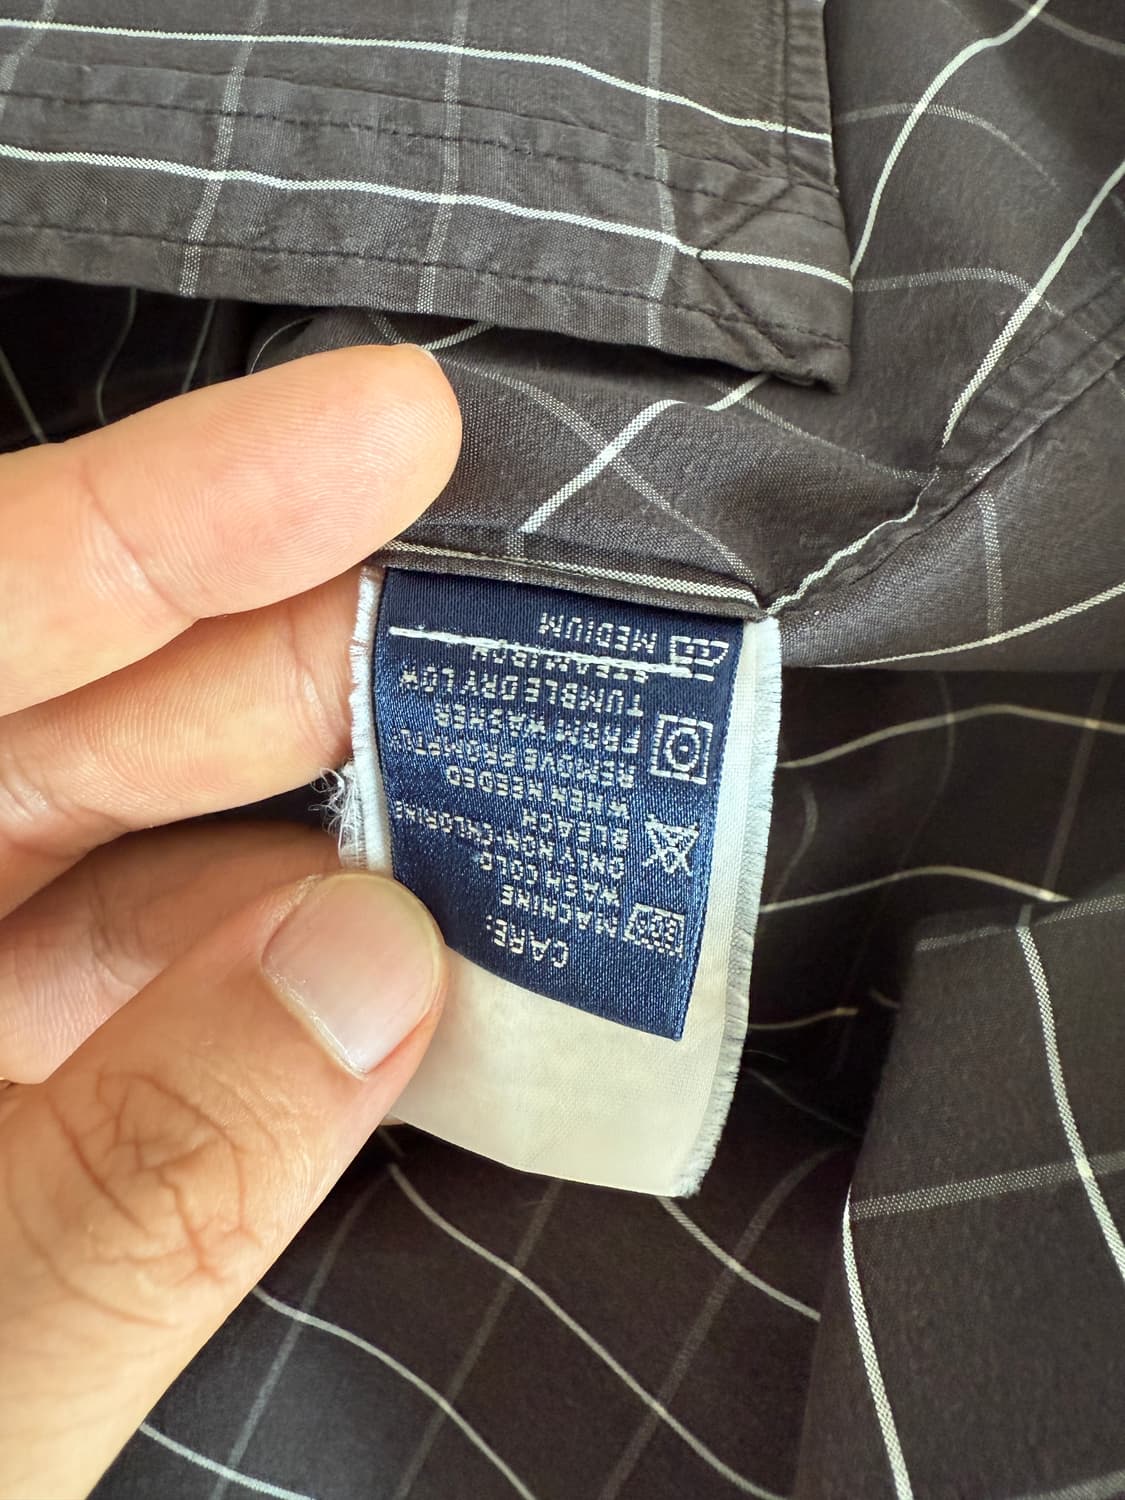 CARE:
MACHINE
WASH COLD
ONLY NON-CHLORINE
BLEACH
WHEN NEEDED
REMOVE PROMPTLY
FROM WASHER
TUMBLE DRY LOW
STEAM IRON
MEDIUM